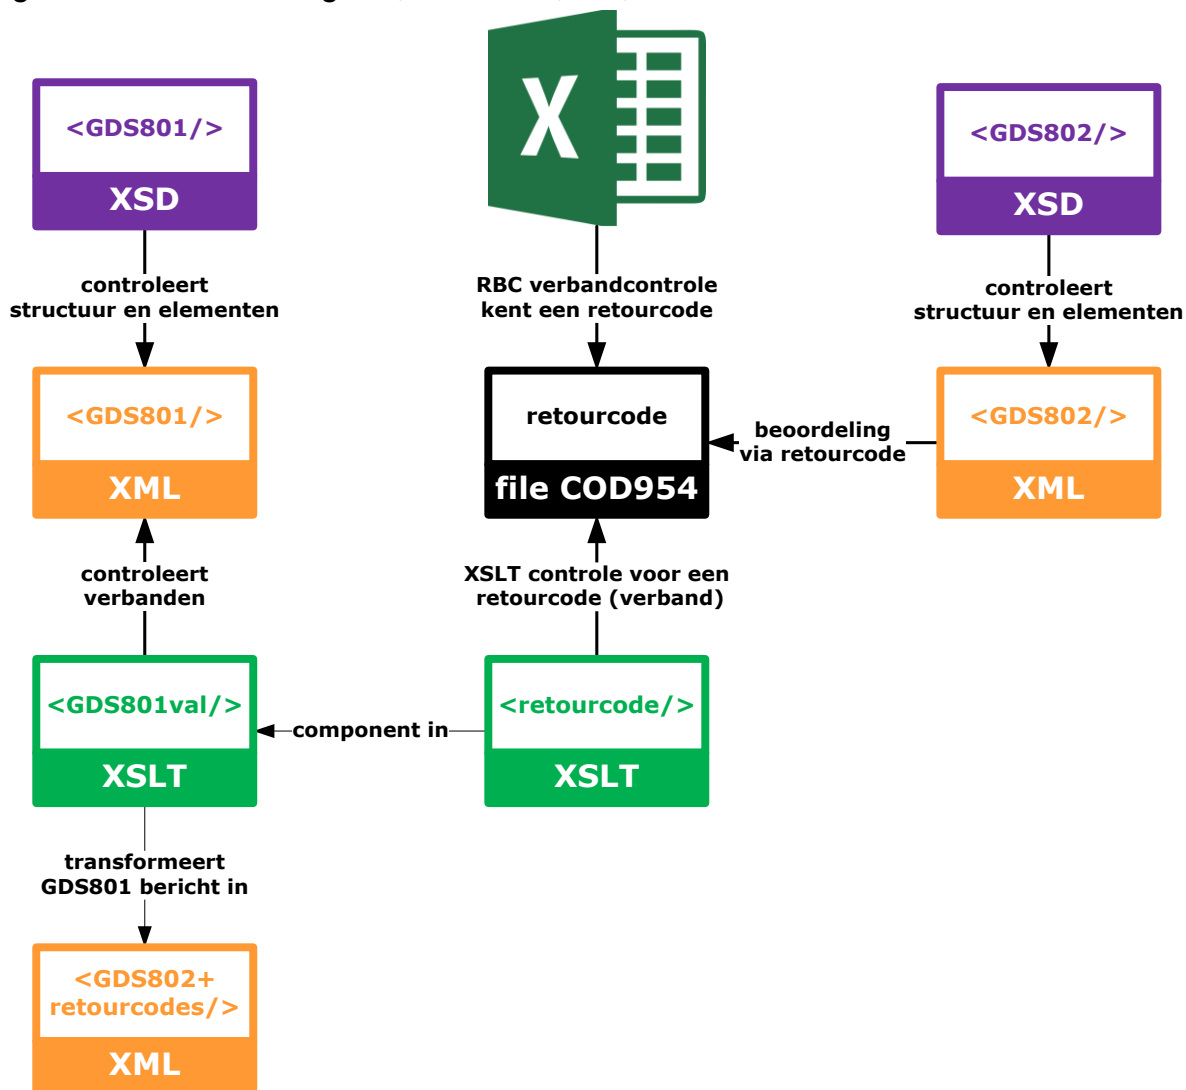 X
<GDS801/>
XSD
<GDS802/>
XSD
controleert
structuur en elementen
RBC verbandcontrole
kent een retourcode
controleert
structuur en elementen
<GDS801/>
XML
retourcode
file COD954
beoordeling
via retourcode
<GDS802/>
XML
controleert
verbanden
XSLT controle voor een
retourcode (verband)
<GDS801val/>
XSLT
component in
<retourcode/>
XSLT
transformeert
GDS801 bericht in
<GDS802+
retourcodes/>
XML